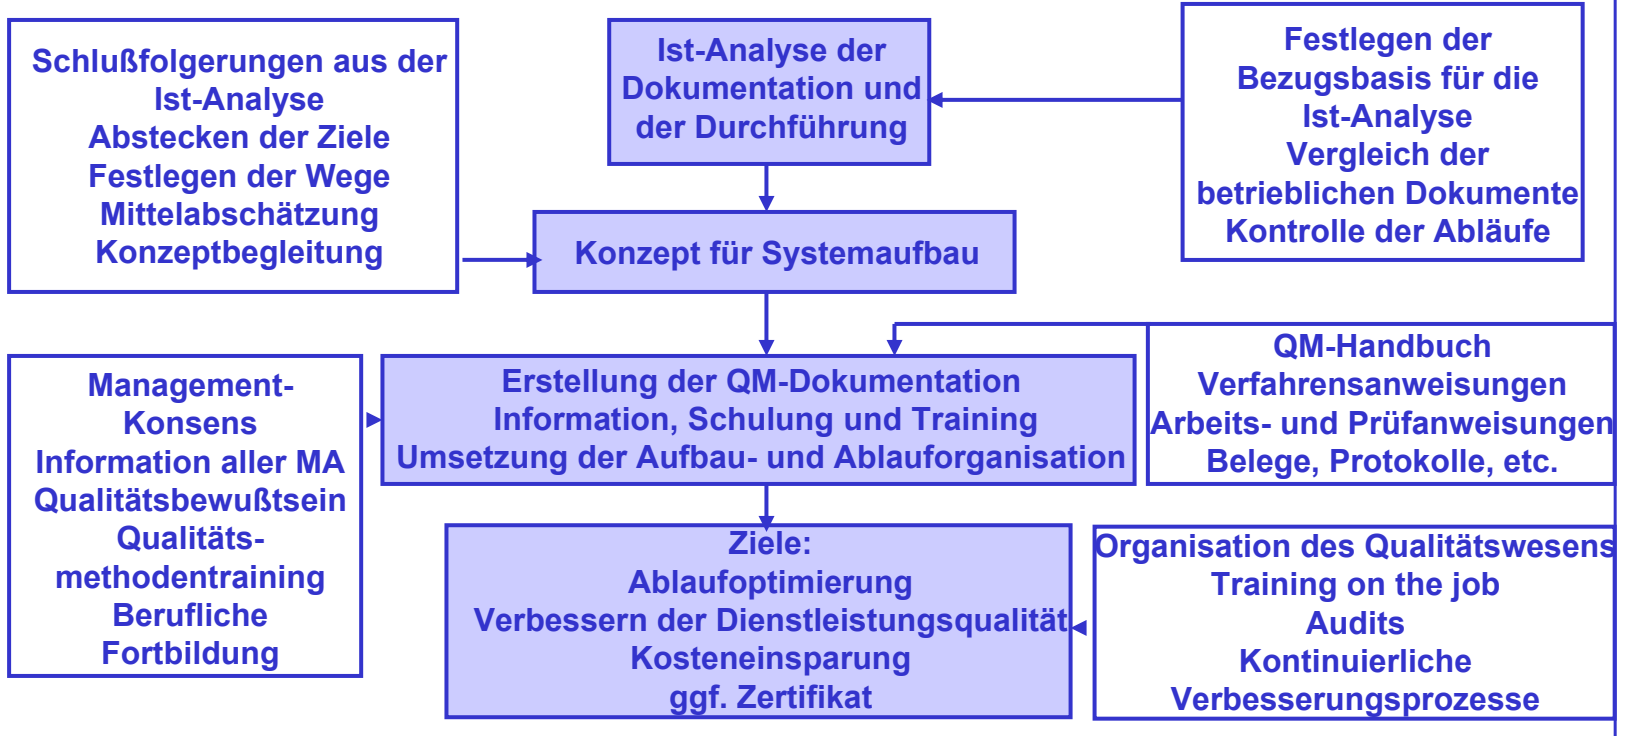 Schlußfolgerungen aus der
Ist-Analyse
Abstecken der Ziele
Festlegen der Wege
Mittelabschätzung
Konzeptbegleitung
Ist-Analyse der
Dokumentation und
der Durchführung
Festlegen der
Bezugsbasis für die
Ist-Analyse
Vergleich der
betrieblichen Dokumente
Kontrolle der Abläufe
Konzept für Systemaufbau
Management-
Konsens
Information aller MA
Qualitätsbewußtsein
Qualitäts-
methodentraining
Berufliche
Fortbildung
Erstellung der QM-Dokumentation
Information, Schulung und Training
Umsetzung der Aufbau- und Ablauforganisation
QM-Handbuch
Verfahrensanweisungen
Arbeits- und Prüfanweisungen
Belege, Protokolle, etc.
Ziele:
Ablaufoptimierung
Verbessern der Dienstleistungsqualität
Kosteneinsparung
ggf. Zertifikat
Organisation des Qualitätswesens
Training on the job
Audits
Kontinuierliche
Verbesserungsprozesse